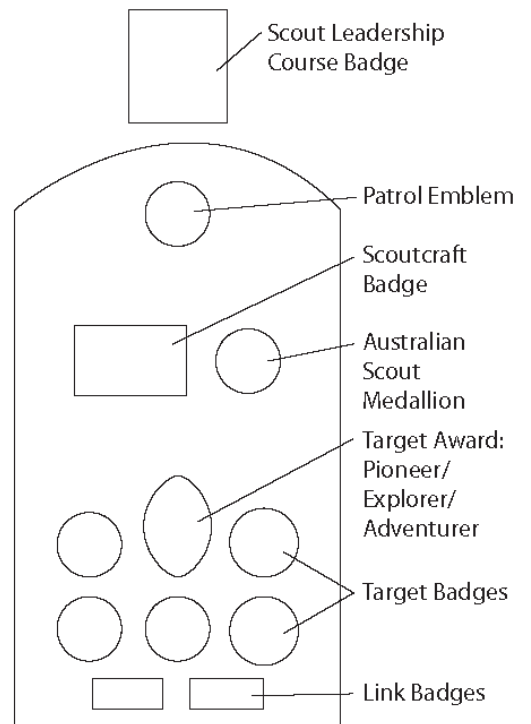 Scout Leadership
Course Badge
Patrol Emblem
Scoutcraft
Badge
Australian
Scout
Medallion
Target Award:
Pioneer/
Explorer/
Adventurer
Target Badges
Link Badges